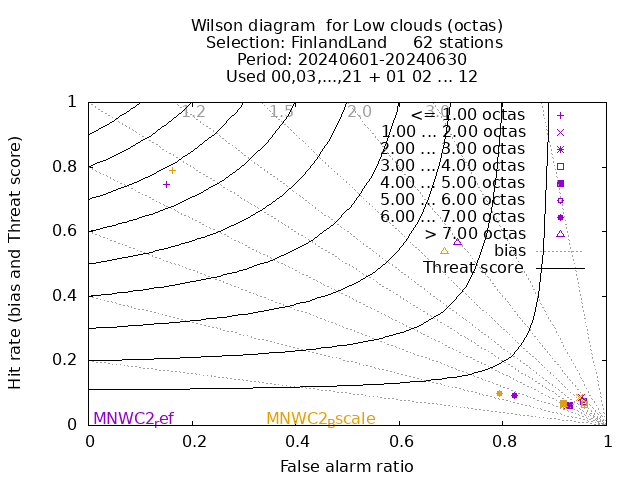 Wilson diagram  for Low clouds (octas)
Selection: FinlandLand     62 stations
Period: 20240601-20240630
Used 00,03,...,21 + 01 02 ... 12
Hit rate (bias and Threat score)
1
0.8
0.6
0.4
0.2
0
1.2 1.5 2.0 3.0
<= 1.00 octas
1.00 ... 2.00 octas
2.00 ... 3.00 octas
3.00 ... 4.00 octas
4.00 ... 5.00 octas
5.00 ... 6.00 octas
6.00 ... 7.00 octas
> 7.00 octas
bias
Threat score
MNWC2_ref MNWC2_Bscale
0 0.2 0.4 0.6 0.8 1
False alarm ratio